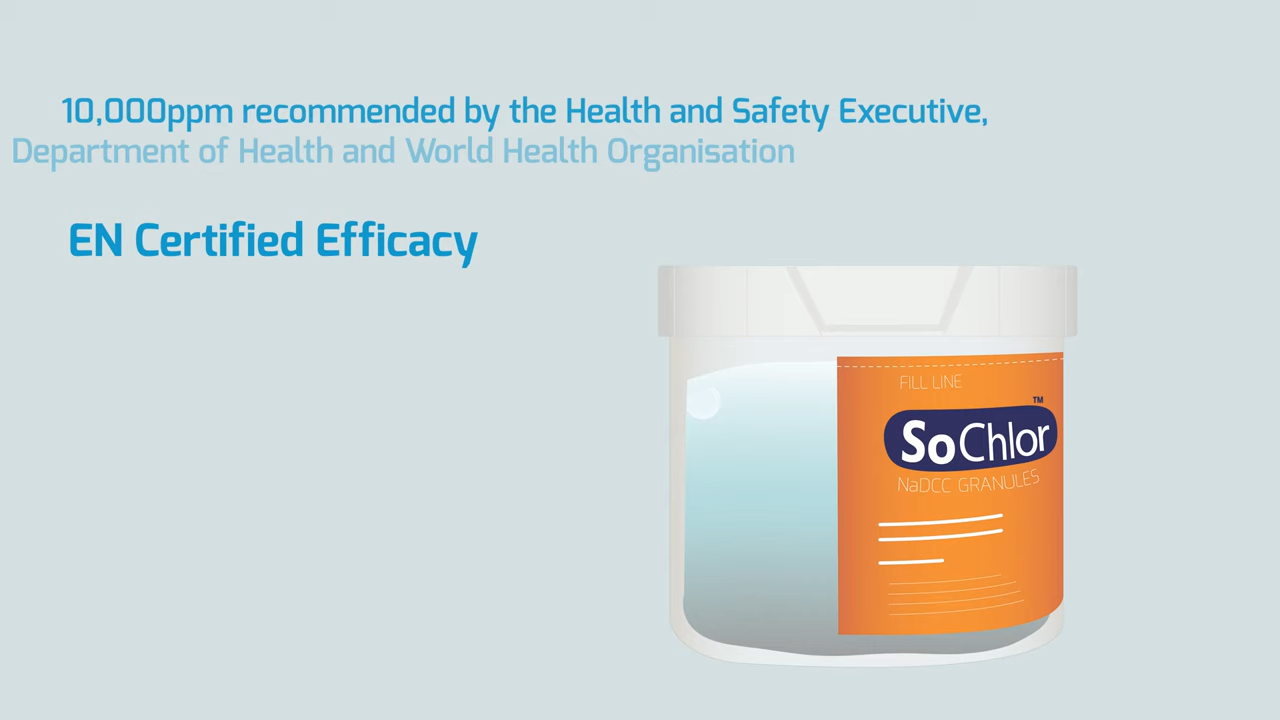 10,000ppm recommended by the Health and Safety Executive,
Department of Health and World Health Organisation
EN Certified Efficacy
FILL LINE
SoChlor™
NaDCC GRANULES